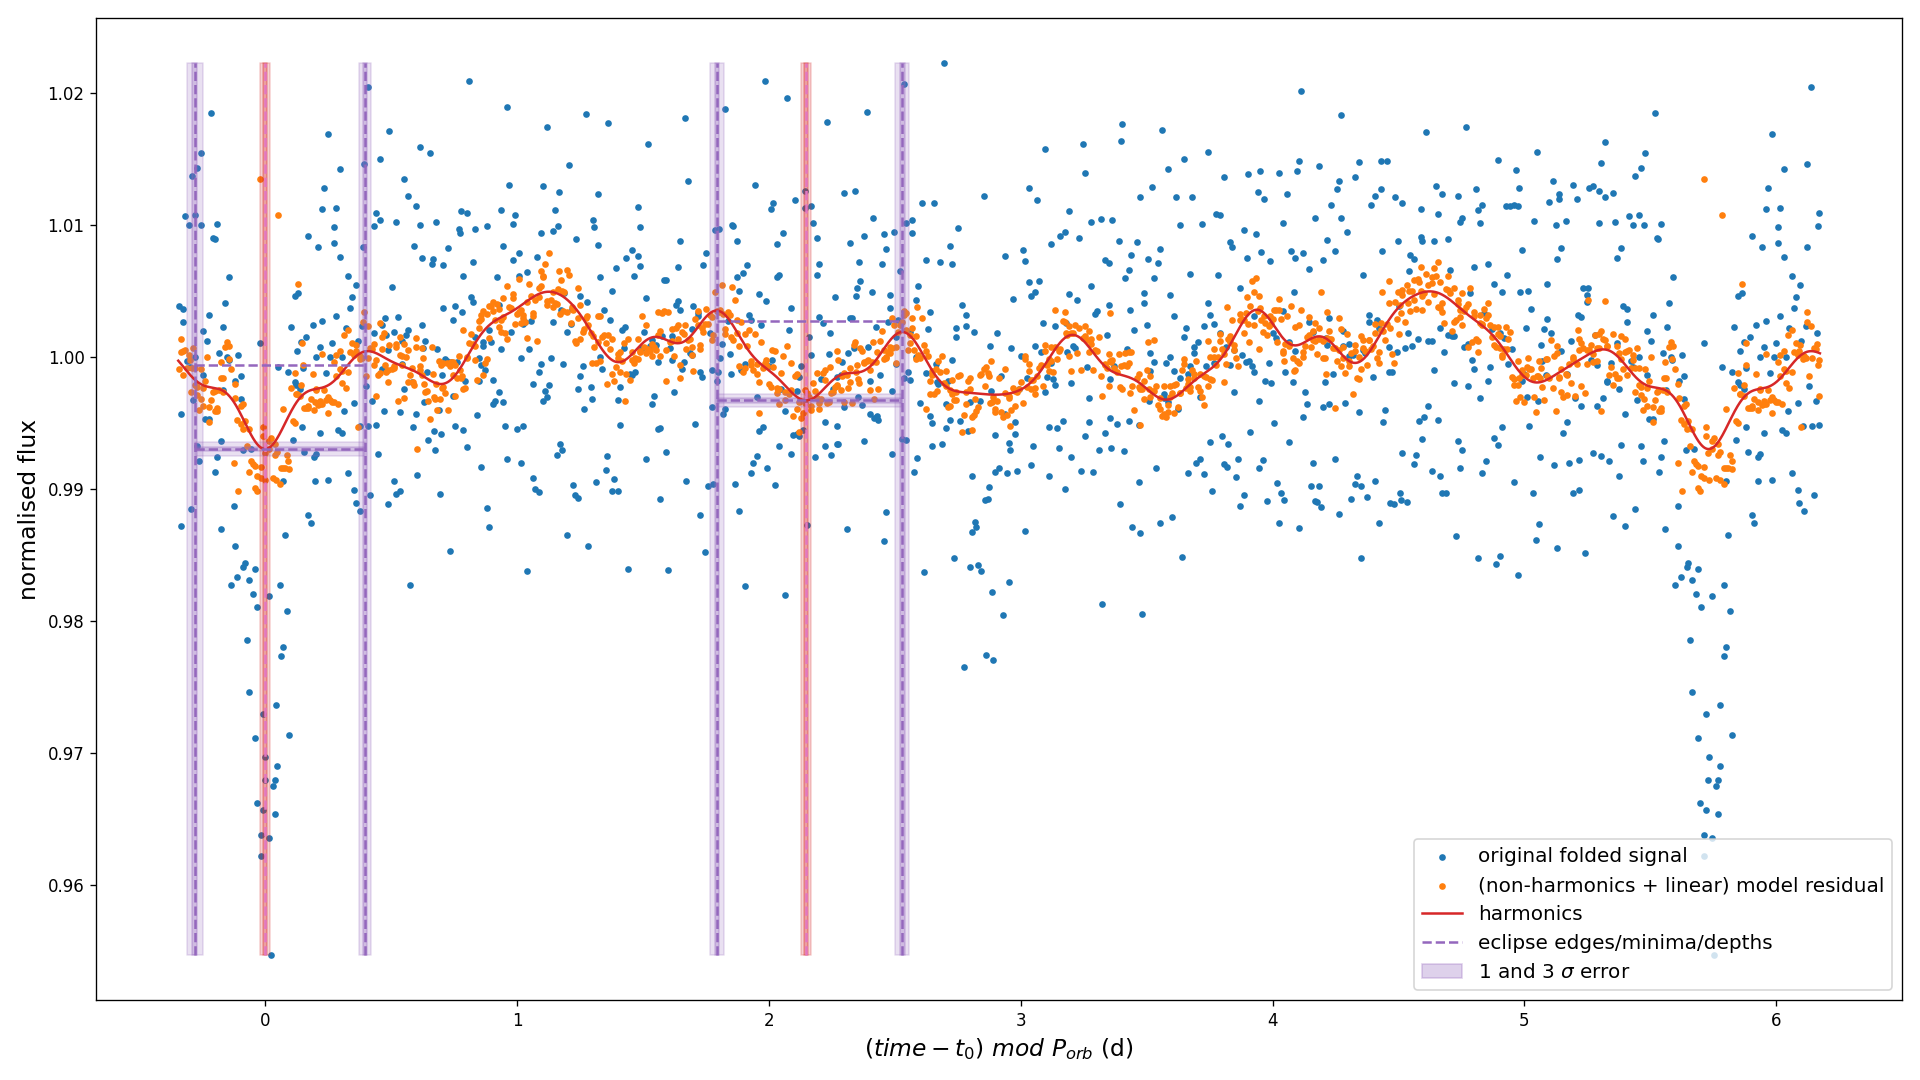 1.02
1.01
1.00
0.99
0.98
0.97
0.96
normalised flux
original folded signal
(non-harmonics + linear) model residual
harmonics
eclipse edges/minima/depths
1 and 3 σ error
0 1 2 3 4 5 6
(time − t₀) mod P_orb (d)